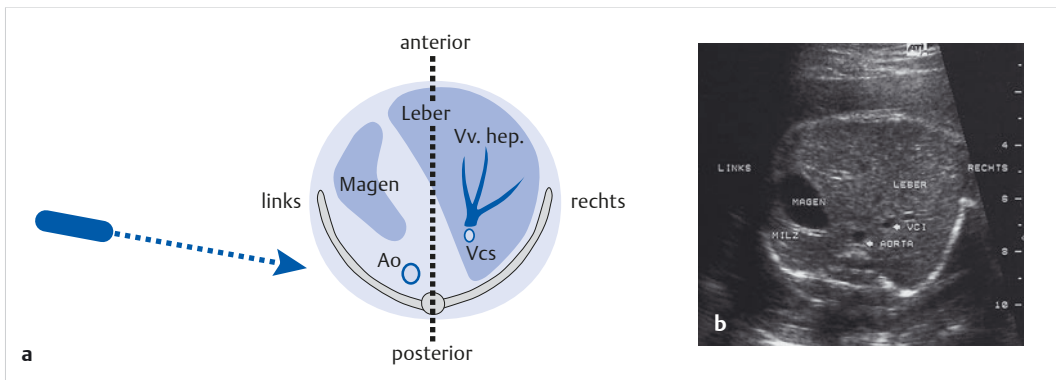 anterior
Leber
Vv. hep.
Magen
links
rechts
Ao
Vcs
posterior
a
4
LINKS
RECHTS
LEBER
MAGEN
6
VCI
MILZ
AORTA
8
10
b